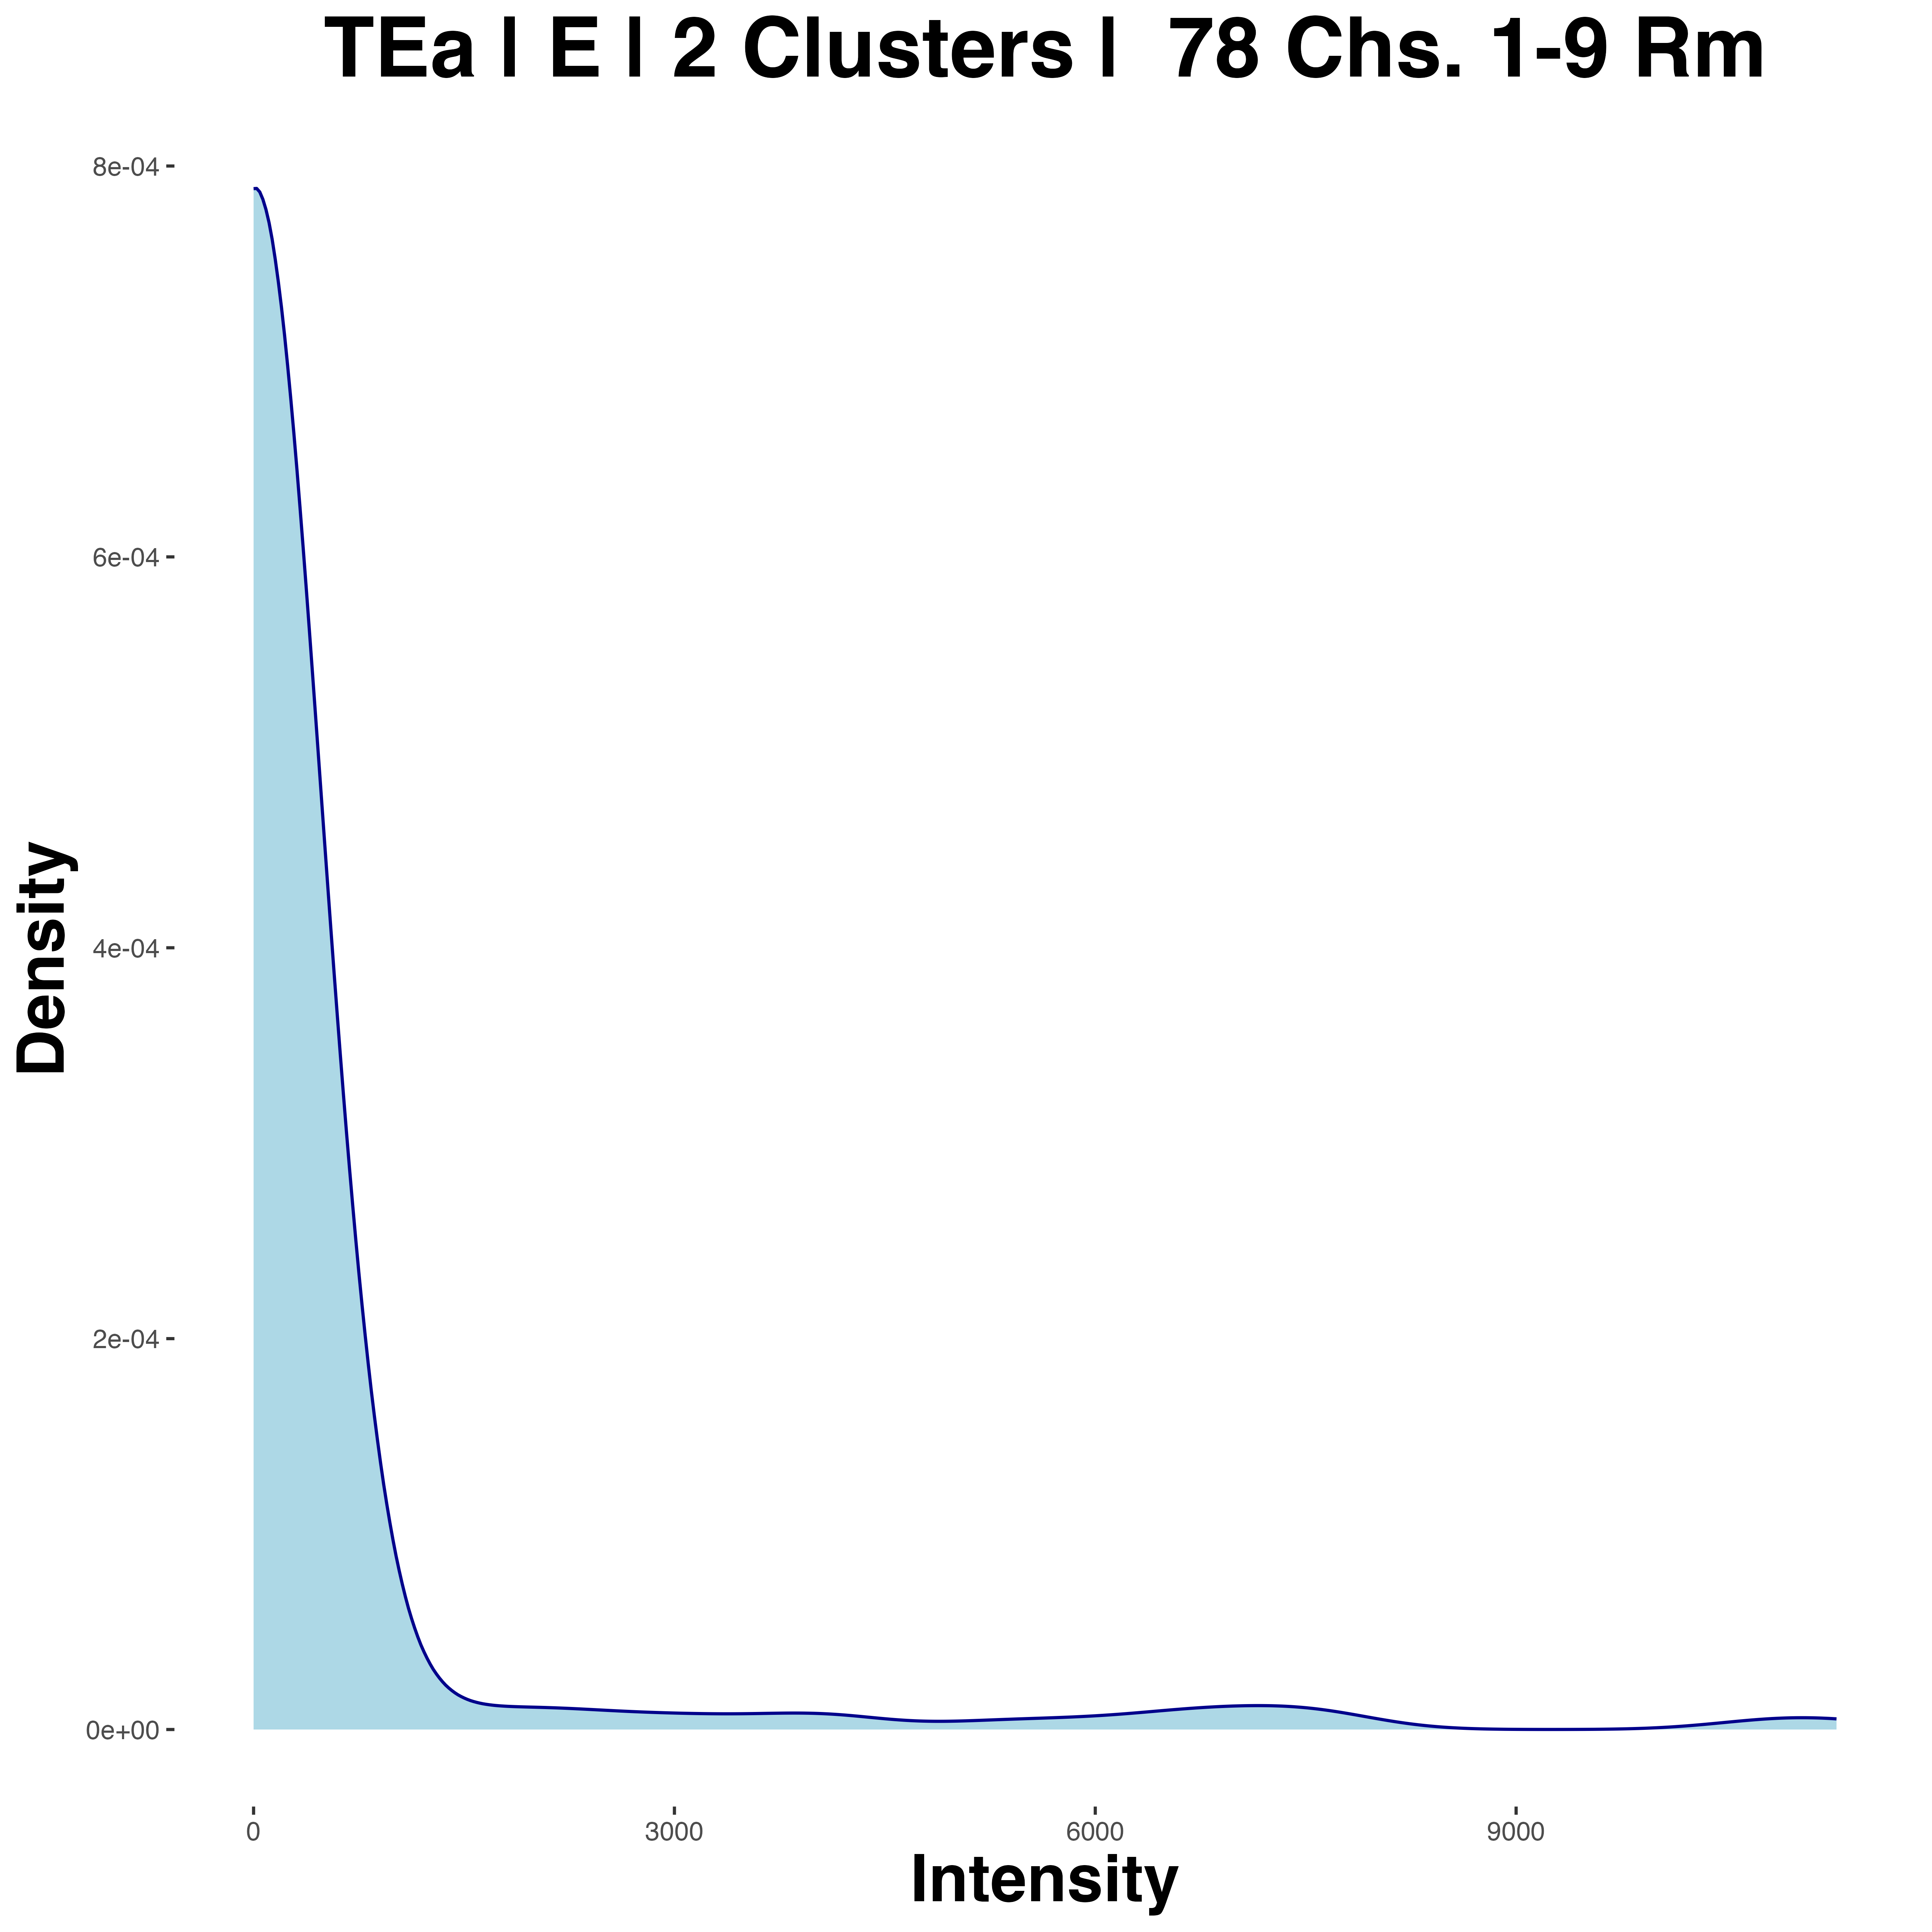 TEa | E | 2 Clusters |  78 Chs. 1-9 Rm
8e-04
6e-04
4e-04
2e-04
0e+00
Density
0
3000
6000
9000
Intensity